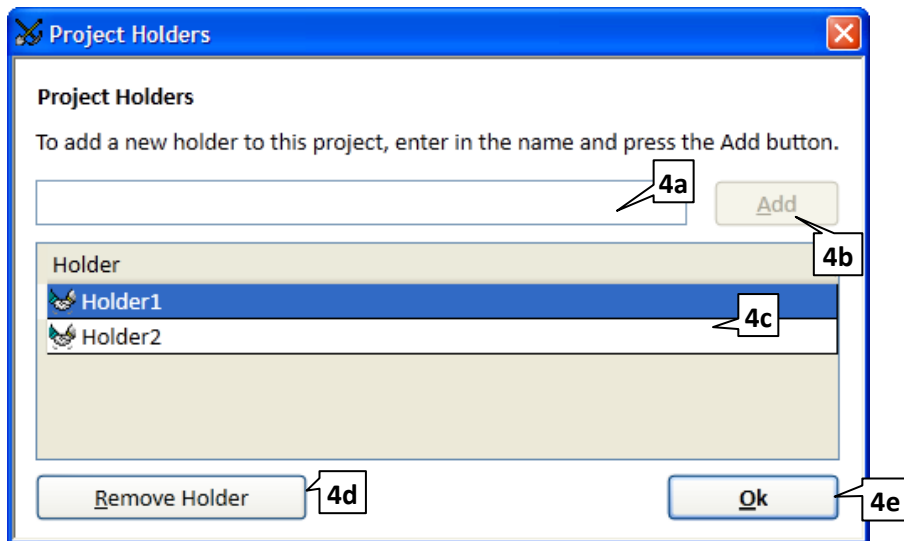 Project Holders
Project Holders
To add a new holder to this project, enter in the name and press the Add button.
4a
Add
4b
Holder
Holder1
4c
Holder2
Remove Holder
4d
Ok
4e